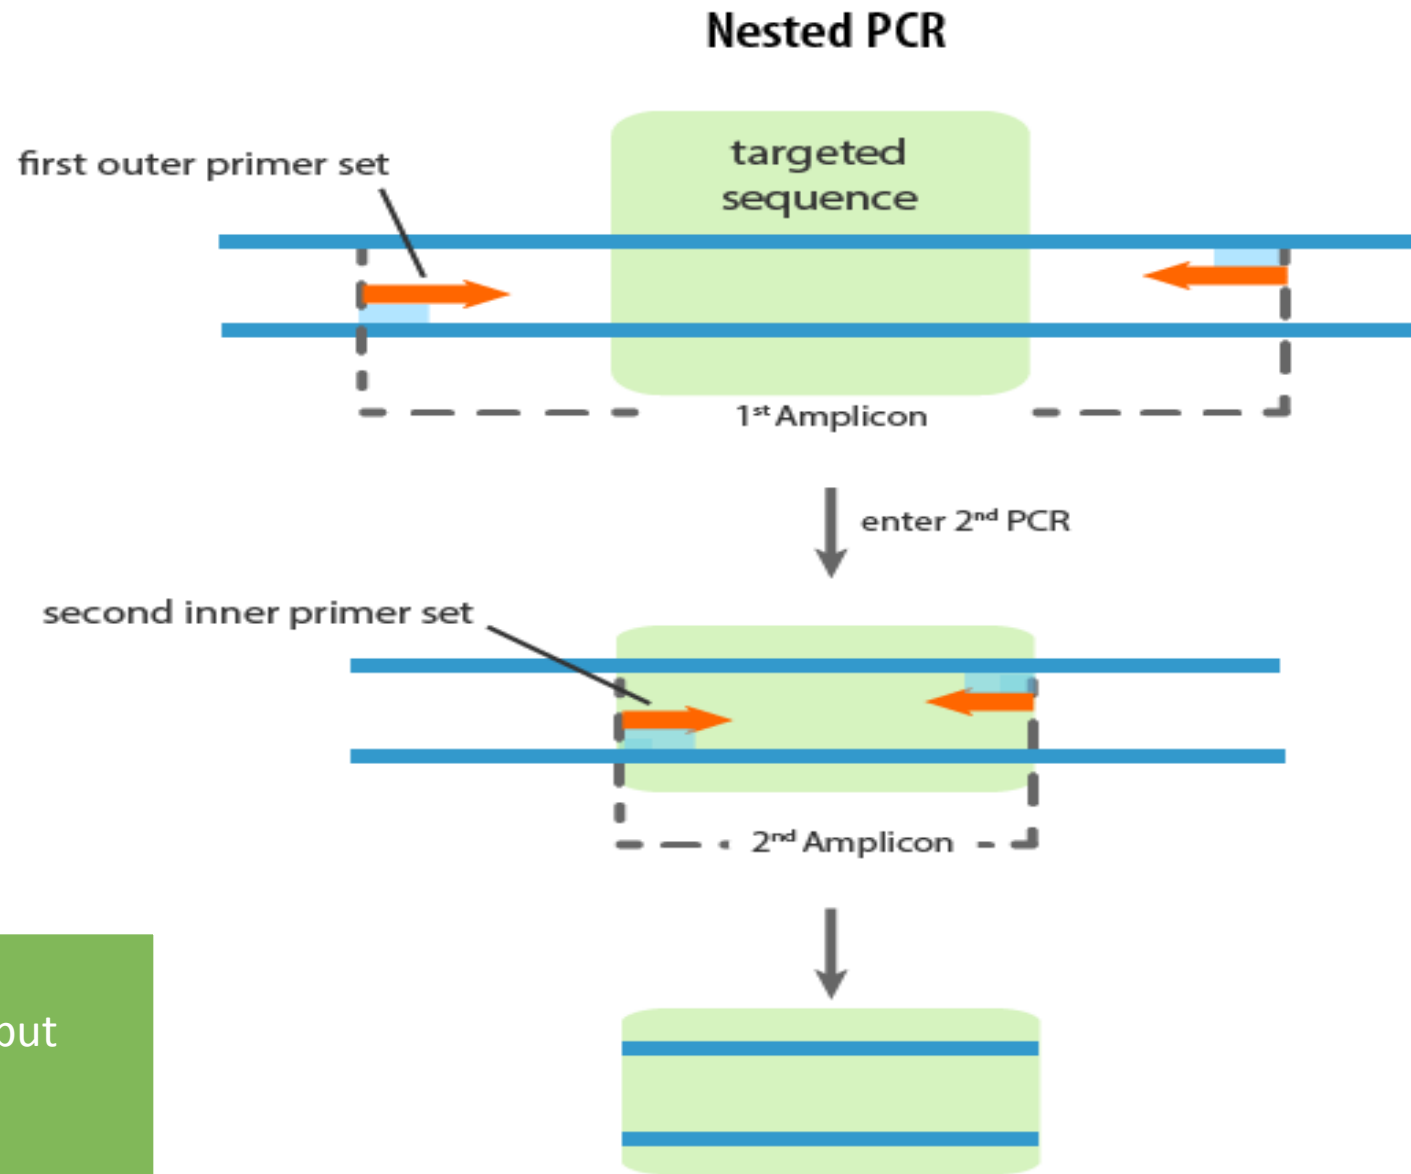 Nested PCR
first outer primer set
targeted
sequence
1st Amplicon
enter 2nd PCR
second inner primer set
2nd Amplicon